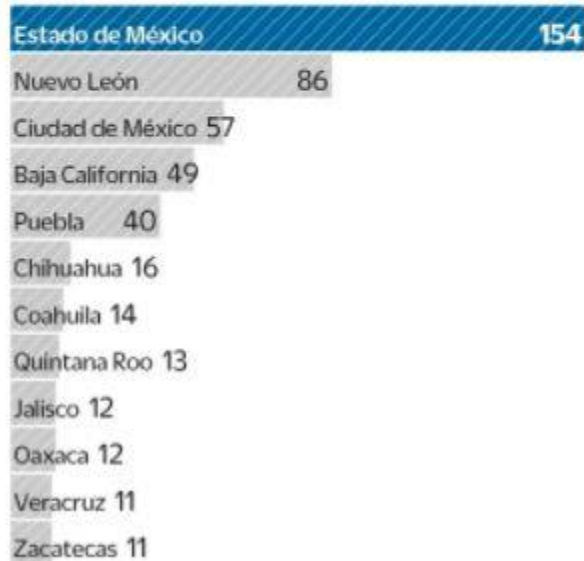 Estado de México 154
Nuevo León 86
Ciudad de México 57
Baja California 49
Puebla 40
Chihuahua 16
Coahuila 14
Quintana Roo 13
Jalisco 12
Oaxaca 12
Veracruz 11
Zacatecas 11